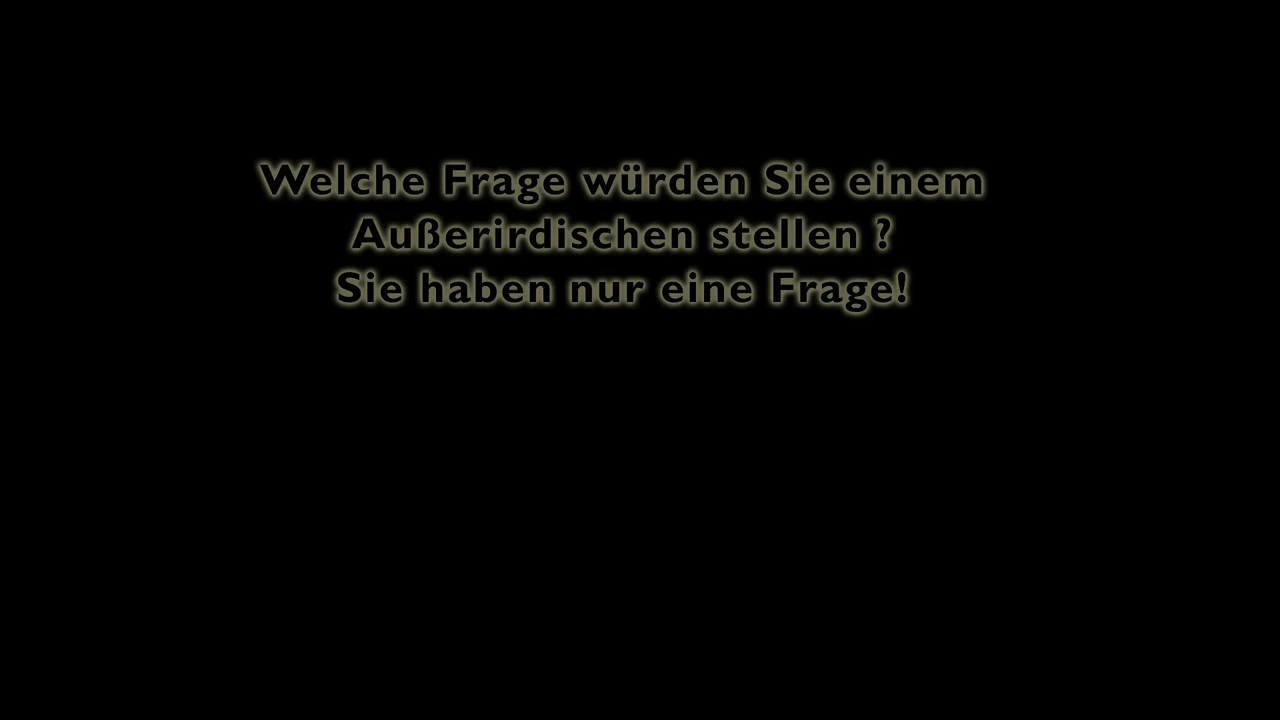 Welche Frage würden Sie einem
Außerirdischen stellen ?
Sie haben nur eine Frage!